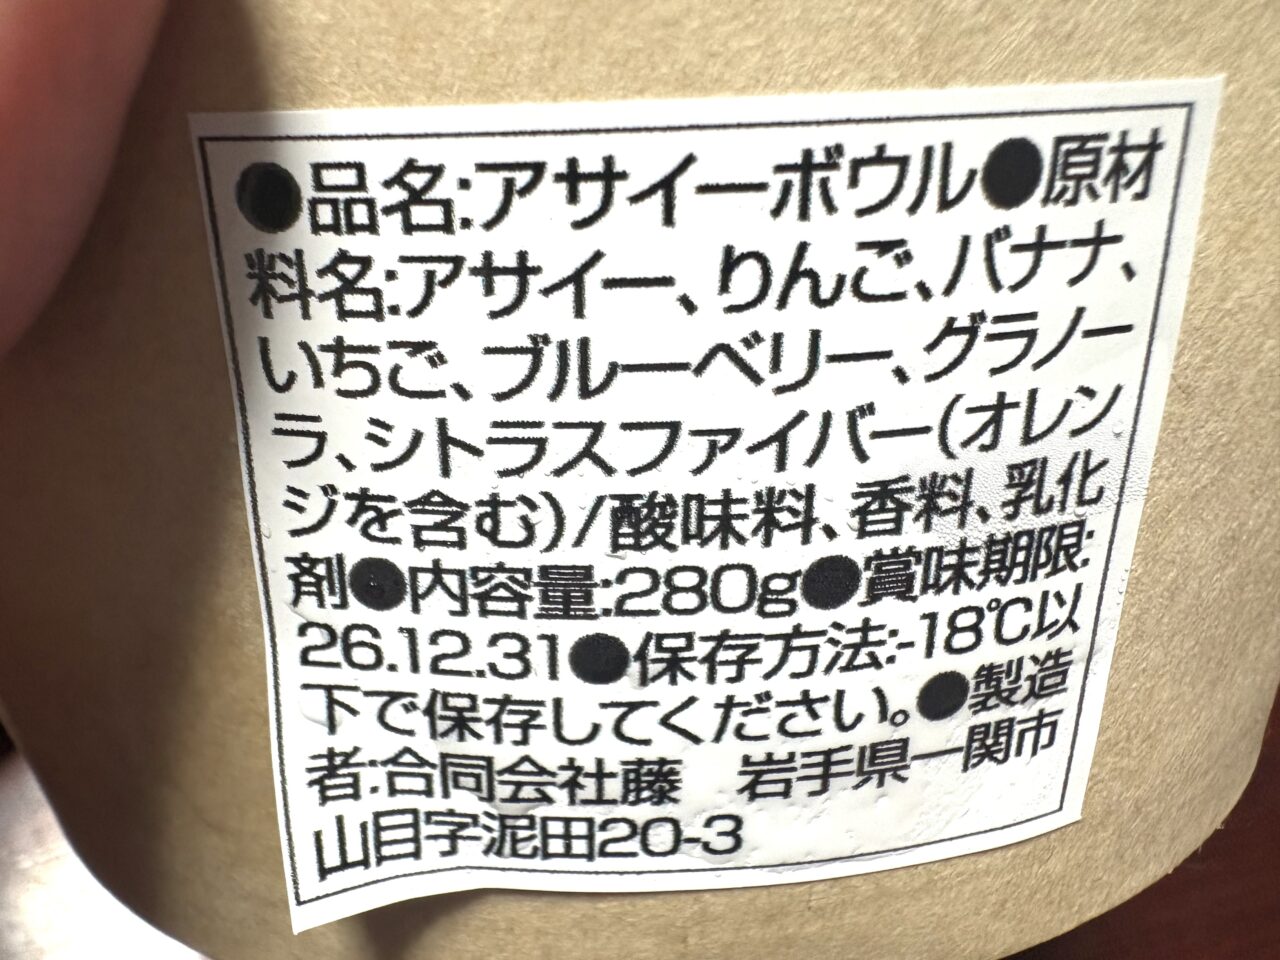 ●品名:アサイーボウル●原材
料名:アサイー、りんご、バナナ、
いちご、ブルーベリー、グラノー
ラ、シトラスファイバー(オレン
ジを含む)/酸味料、香料、乳化
剤●内容量:280g●賞味期限:
26.12.31●保存方法:-18℃以
下で保存してください。●製造
者:合同会社藤　岩手県一関市
山目字泥田20-3